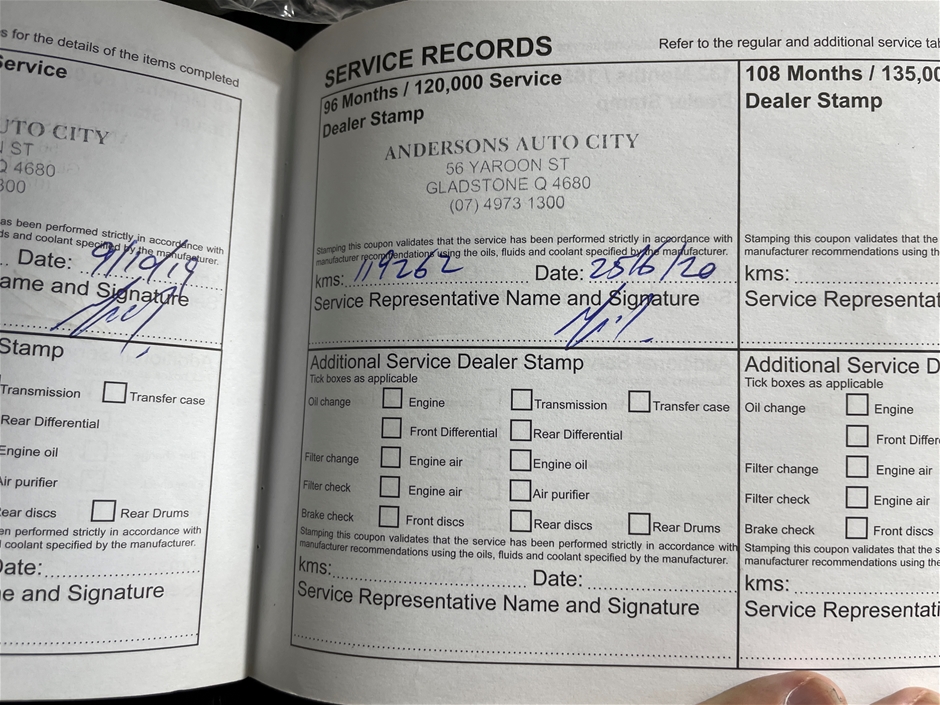 s for the details of the items completed
Service
AUTO CITY
ST
Q 4680
300
as been performed strictly in accordance with
ds and coolant specified by the manufacturer.
Date: 9/10/19
ame and Signature
Stamp
Transmission Transfer case
Rear Differential
Engine oil
Air purifier
Rear discs Rear Drums
en performed strictly in accordance with
coolant specified by the manufacturer.
Date:
e and Signature
SERVICE RECORDS
Refer to the regular and additional service tab
96 Months / 120,000 Service
Dealer Stamp
ANDERSONS AUTO CITY
56 YAROON ST
GLADSTONE Q 4680
(07) 4973 1300
Stamping this coupon validates that the service has been performed strictly in accordance with
manufacturer recommendations using the oils, fluids and coolant specified by the manufacturer.
kms: 119262 Date: 25/6/20
Service Representative Name and Signature
Additional Service Dealer Stamp
Tick boxes as applicable
Oil change Engine Transmission Transfer case
Front Differential Rear Differential
Filter change Engine air Engine oil
Filter check Engine air Air purifier
Brake check Front discs Rear discs Rear Drums
Stamping this coupon validates that the service has been performed strictly in accordance with
manufacturer recommendations using the oils, fluids and coolant specified by the manufacturer.
kms: Date:
Service Representative Name and Signature
108 Months / 135,00
Dealer Stamp
Stamping this coupon validates that the
manufacturer recommendations using the
kms:
Service Representat
Additional Service D
Tick boxes as applicable
Oil change Engine
Front Differ
Filter change Engine air
Filter check Engine air
Brake check Front discs
Stamping this coupon validates that the s
manufacturer recommendations using the
kms:
Service Representati